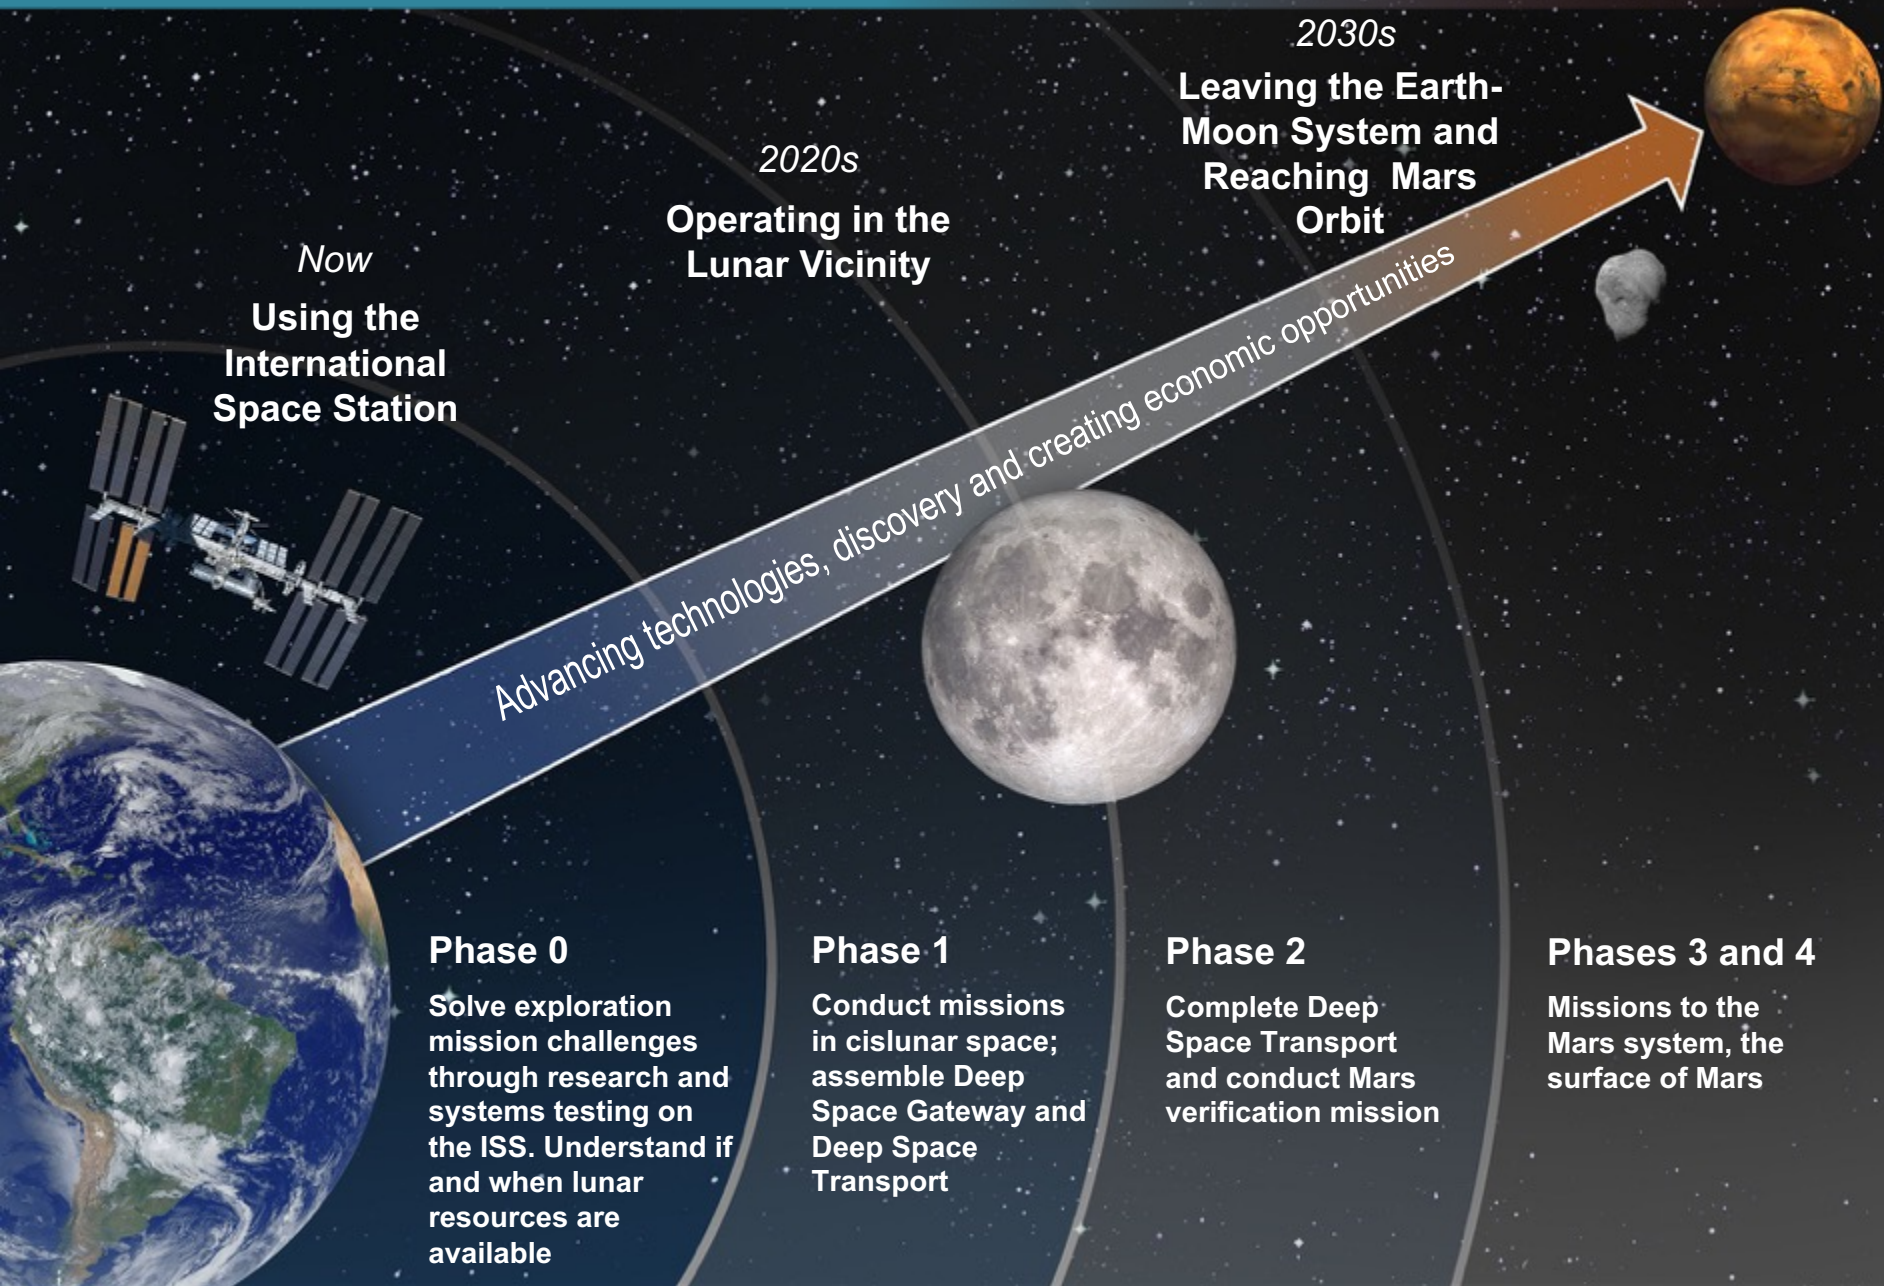 Now
Using the
International
Space Station
2020s
Operating in the
Lunar Vicinity
2030s
Leaving the Earth-
Moon System and
Reaching Mars
Orbit
Advancing technologies, discovery and creating economic opportunities
Phase 0
Solve exploration
mission challenges
through research and
systems testing on
the ISS. Understand if
and when lunar
resources are
available
Phase 1
Conduct missions
in cislunar space;
assemble Deep
Space Gateway and
Deep Space
Transport
Phase 2
Complete Deep
Space Transport
and conduct Mars
verification mission
Phases 3 and 4
Missions to the
Mars system, the
surface of Mars